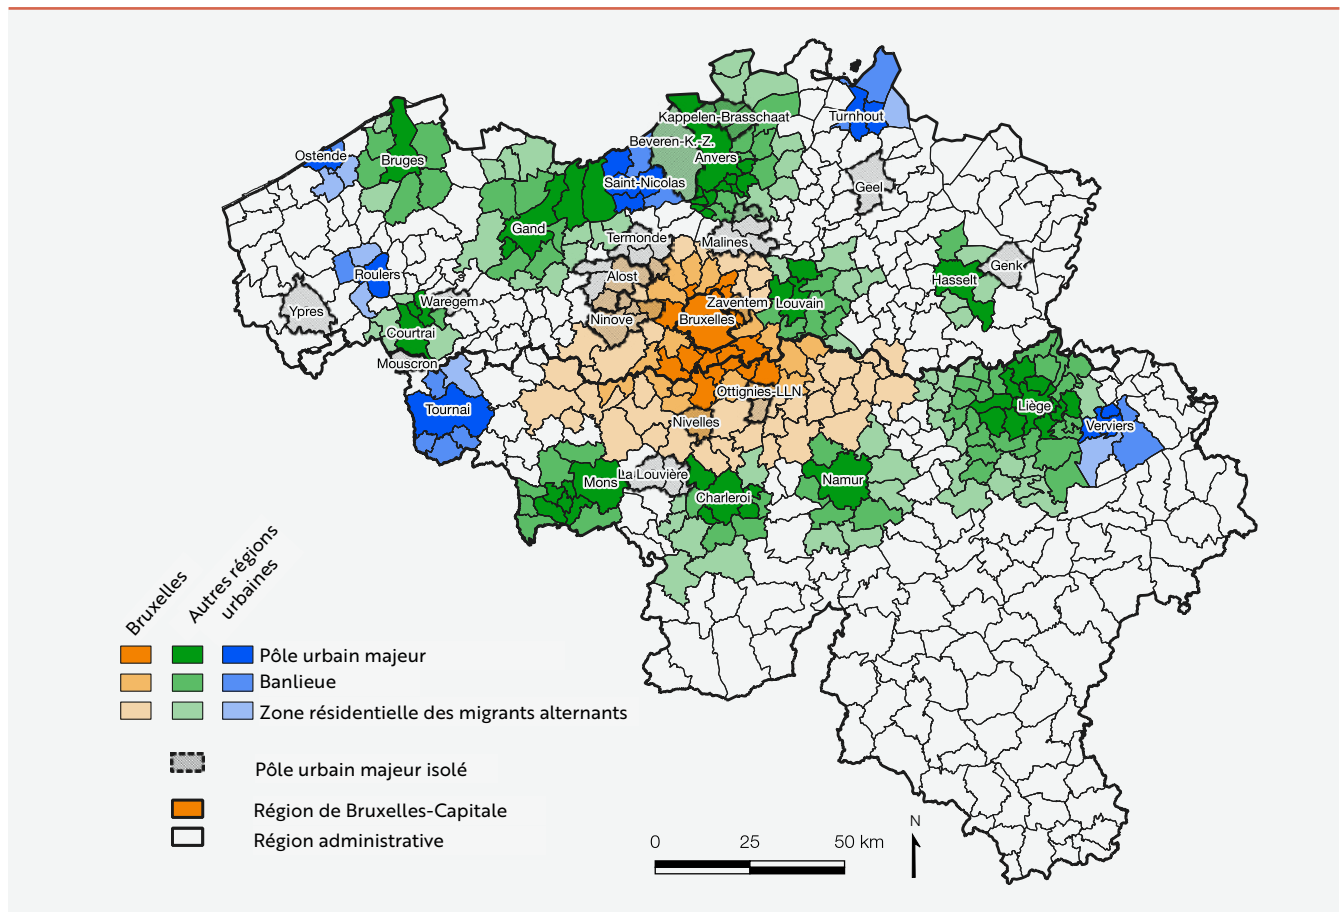 Kappelen-Brasschaat
Turnhout
Beveren-K.-Z.
Ostende
Bruges
Anvers
Saint-Nicolas
Geel
Gand
Termonde
Malines
Roulers
Alost
Genk
Hasselt
Waregem
Zaventem
Louvain
Ypres
Ninove
Bruxelles
Courtrai
Mouscron
Ottignies-LLN
Tournai
Liège
Nivelles
Verviers
La Louvière
Mons
Namur
Charleroi
Bruxelles
Autres régions
urbaines
Pôle urbain majeur
Banlieue
Zone résidentielle des migrants alternants
Pôle urbain majeur isolé
Région de Bruxelles-Capitale
Région administrative
0 25 50 km
N